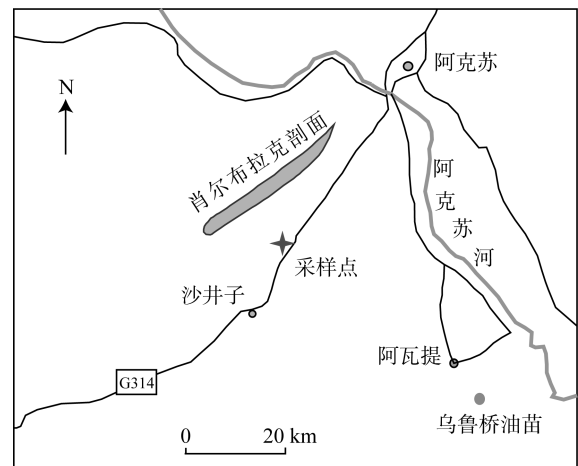 阿克苏
N
肖尔布拉克剖面
阿克苏河
采样点
沙井子
阿瓦提
G314
乌鲁桥油苗
0 20 km